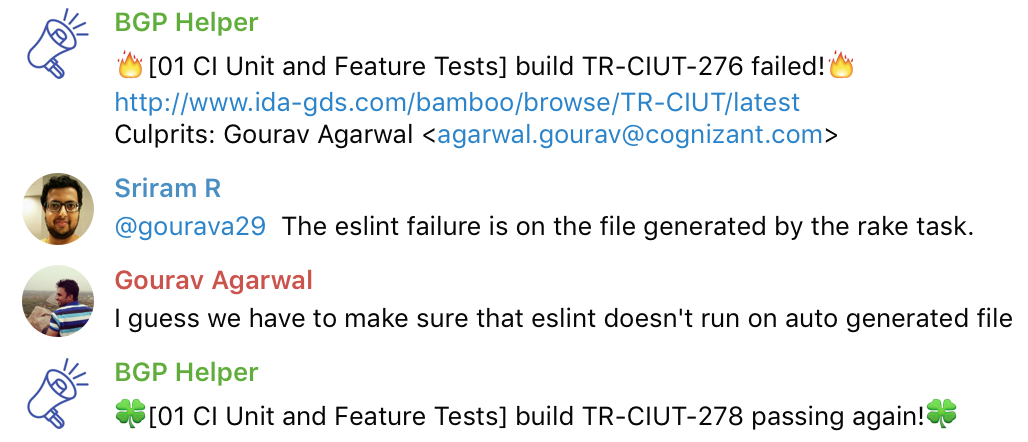 BGP Helper
🔥[01 CI Unit and Feature Tests] build TR-CIUT-276 failed!🔥
http://www.ida-gds.com/bamboo/browse/TR-CIUT/latest
Culprits: Gourav Agarwal <agarwal.gourav@cognizant.com>
Sriram R
@gourava29 The eslint failure is on the file generated by the rake task.
Gourav Agarwal
I guess we have to make sure that eslint doesn't run on auto generated file
BGP Helper
🍀[01 CI Unit and Feature Tests] build TR-CIUT-278 passing again!🍀